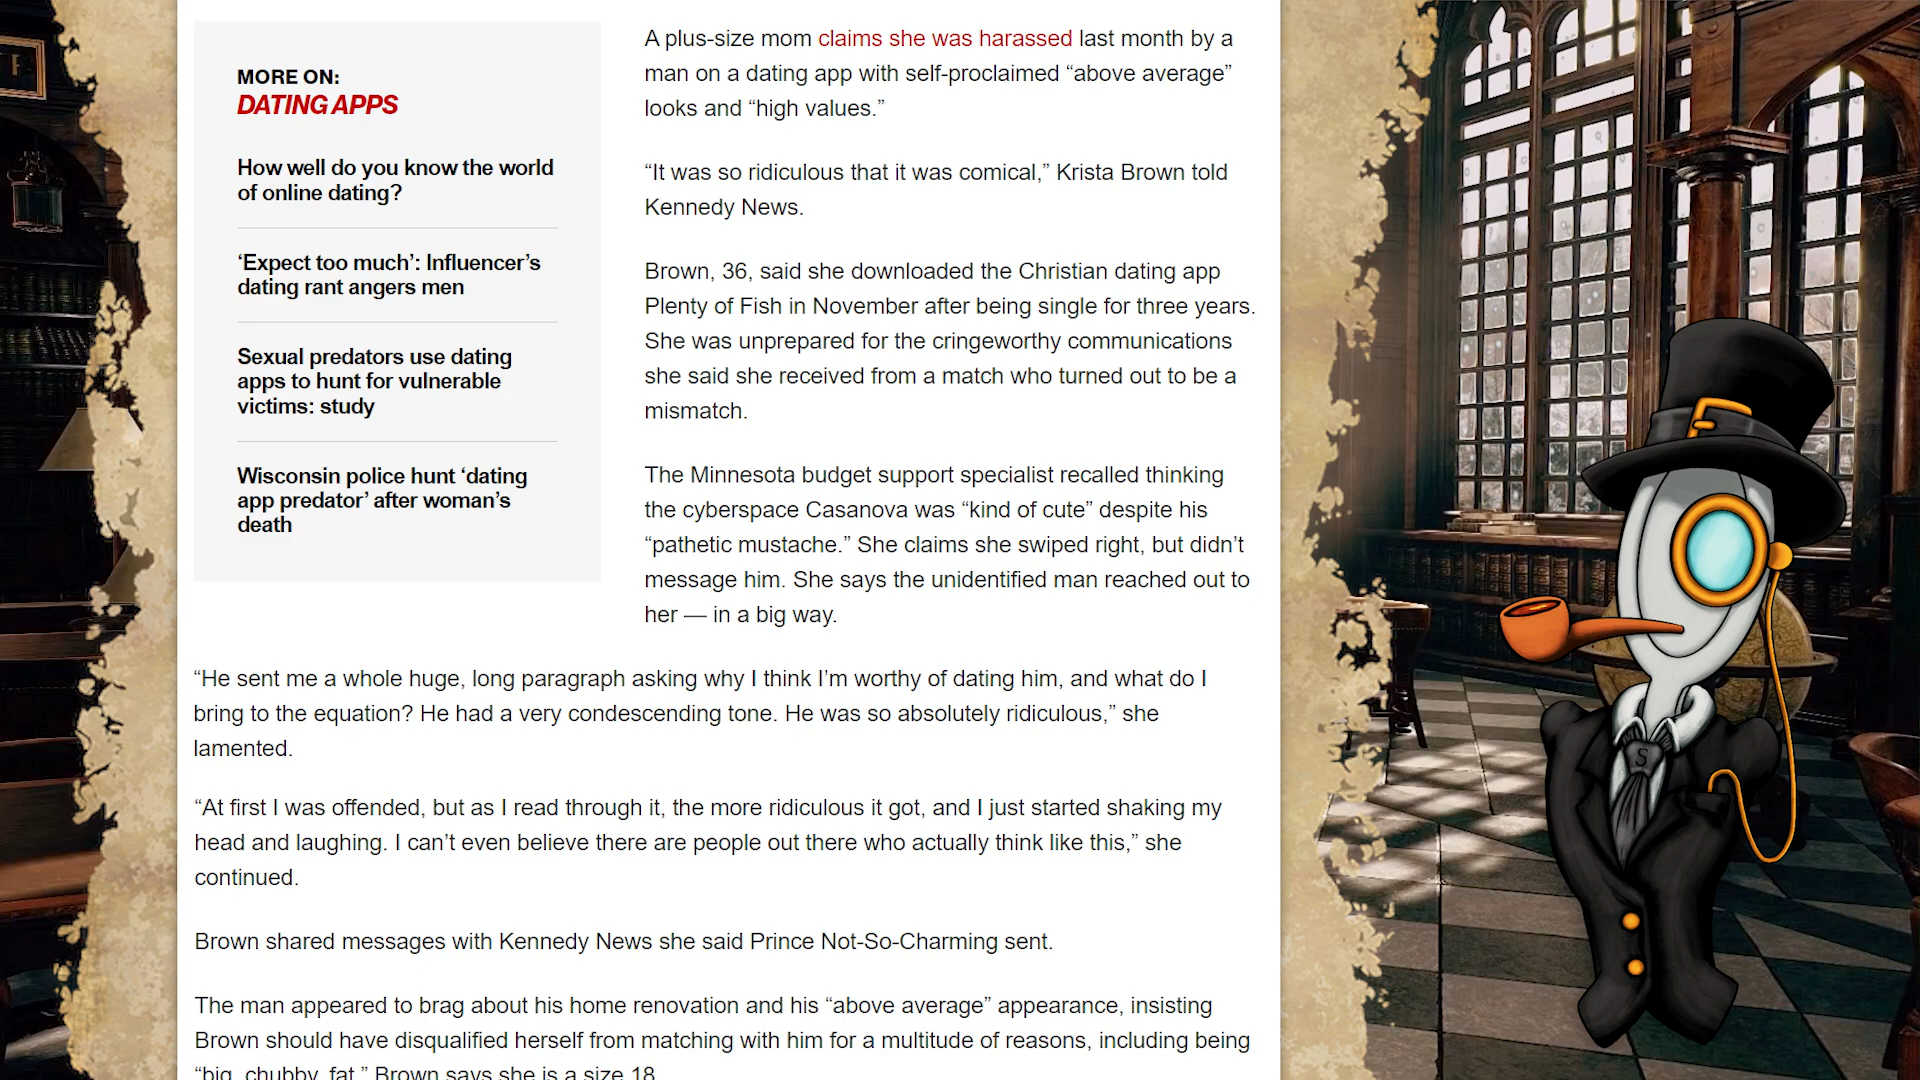 MORE ON:
DATING APPS
How well do you know the world
of online dating?
‘Expect too much’: Influencer’s
dating rant angers men
Sexual predators use dating
apps to hunt for vulnerable
victims: study
Wisconsin police hunt ‘dating
app predator’ after woman’s
death
A plus-size mom claims she was harassed last month by a
man on a dating app with self-proclaimed “above average”
looks and “high values.”
“It was so ridiculous that it was comical,” Krista Brown told
Kennedy News.
Brown, 36, said she downloaded the Christian dating app
Plenty of Fish in November after being single for three years.
She was unprepared for the cringeworthy communications
she said she received from a match who turned out to be a
mismatch.
The Minnesota budget support specialist recalled thinking
the cyberspace Casanova was “kind of cute” despite his
“pathetic mustache.” She claims she swiped right, but didn’t
message him. She says the unidentified man reached out to
her — in a big way.
“He sent me a whole huge, long paragraph asking why I think I’m worthy of dating him, and what do I
bring to the equation? He had a very condescending tone. He was so absolutely ridiculous,” she
lamented.
“At first I was offended, but as I read through it, the more ridiculous it got, and I just started shaking my
head and laughing. I can’t even believe there are people out there who actually think like this,” she
continued.
Brown shared messages with Kennedy News she said Prince Not-So-Charming sent.
The man appeared to brag about his home renovation and his “above average” appearance, insisting
Brown should have disqualified herself from matching with him for a multitude of reasons, including being
“big, chubby, fat.” Brown says she is a size 18.
S